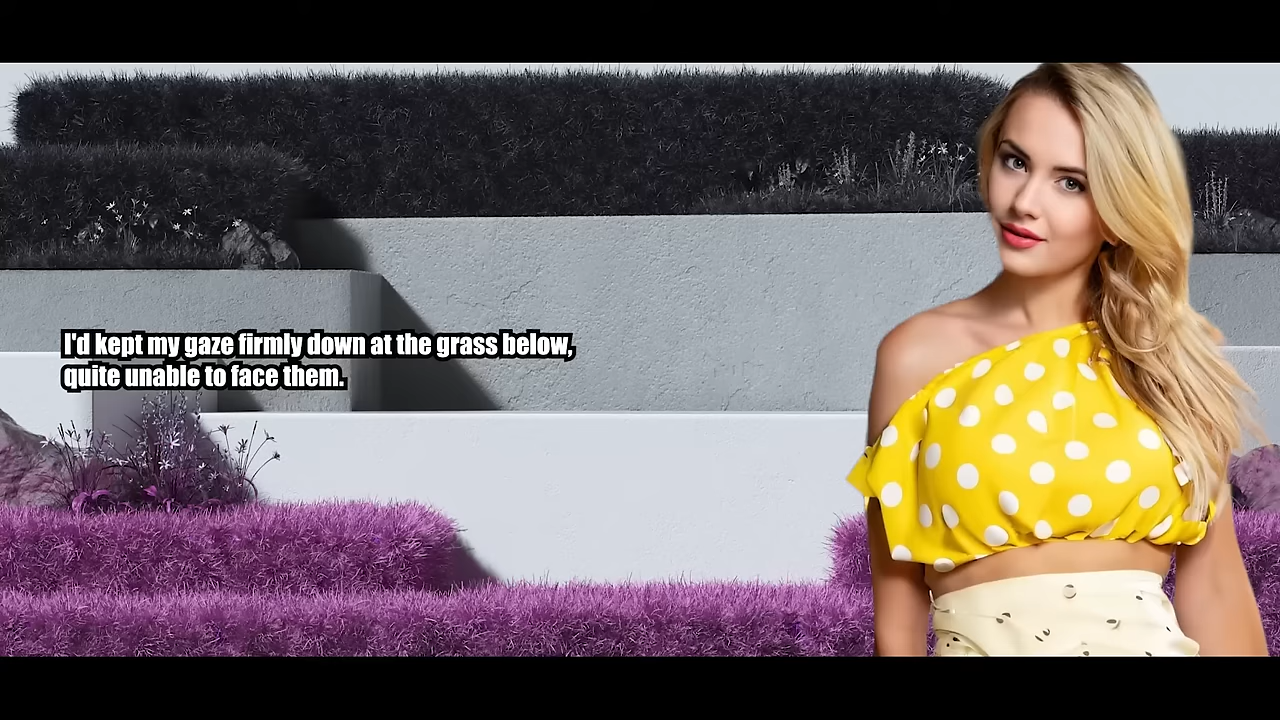 I'd kept my gaze firmly down at the grass below,
quite unable to face them.